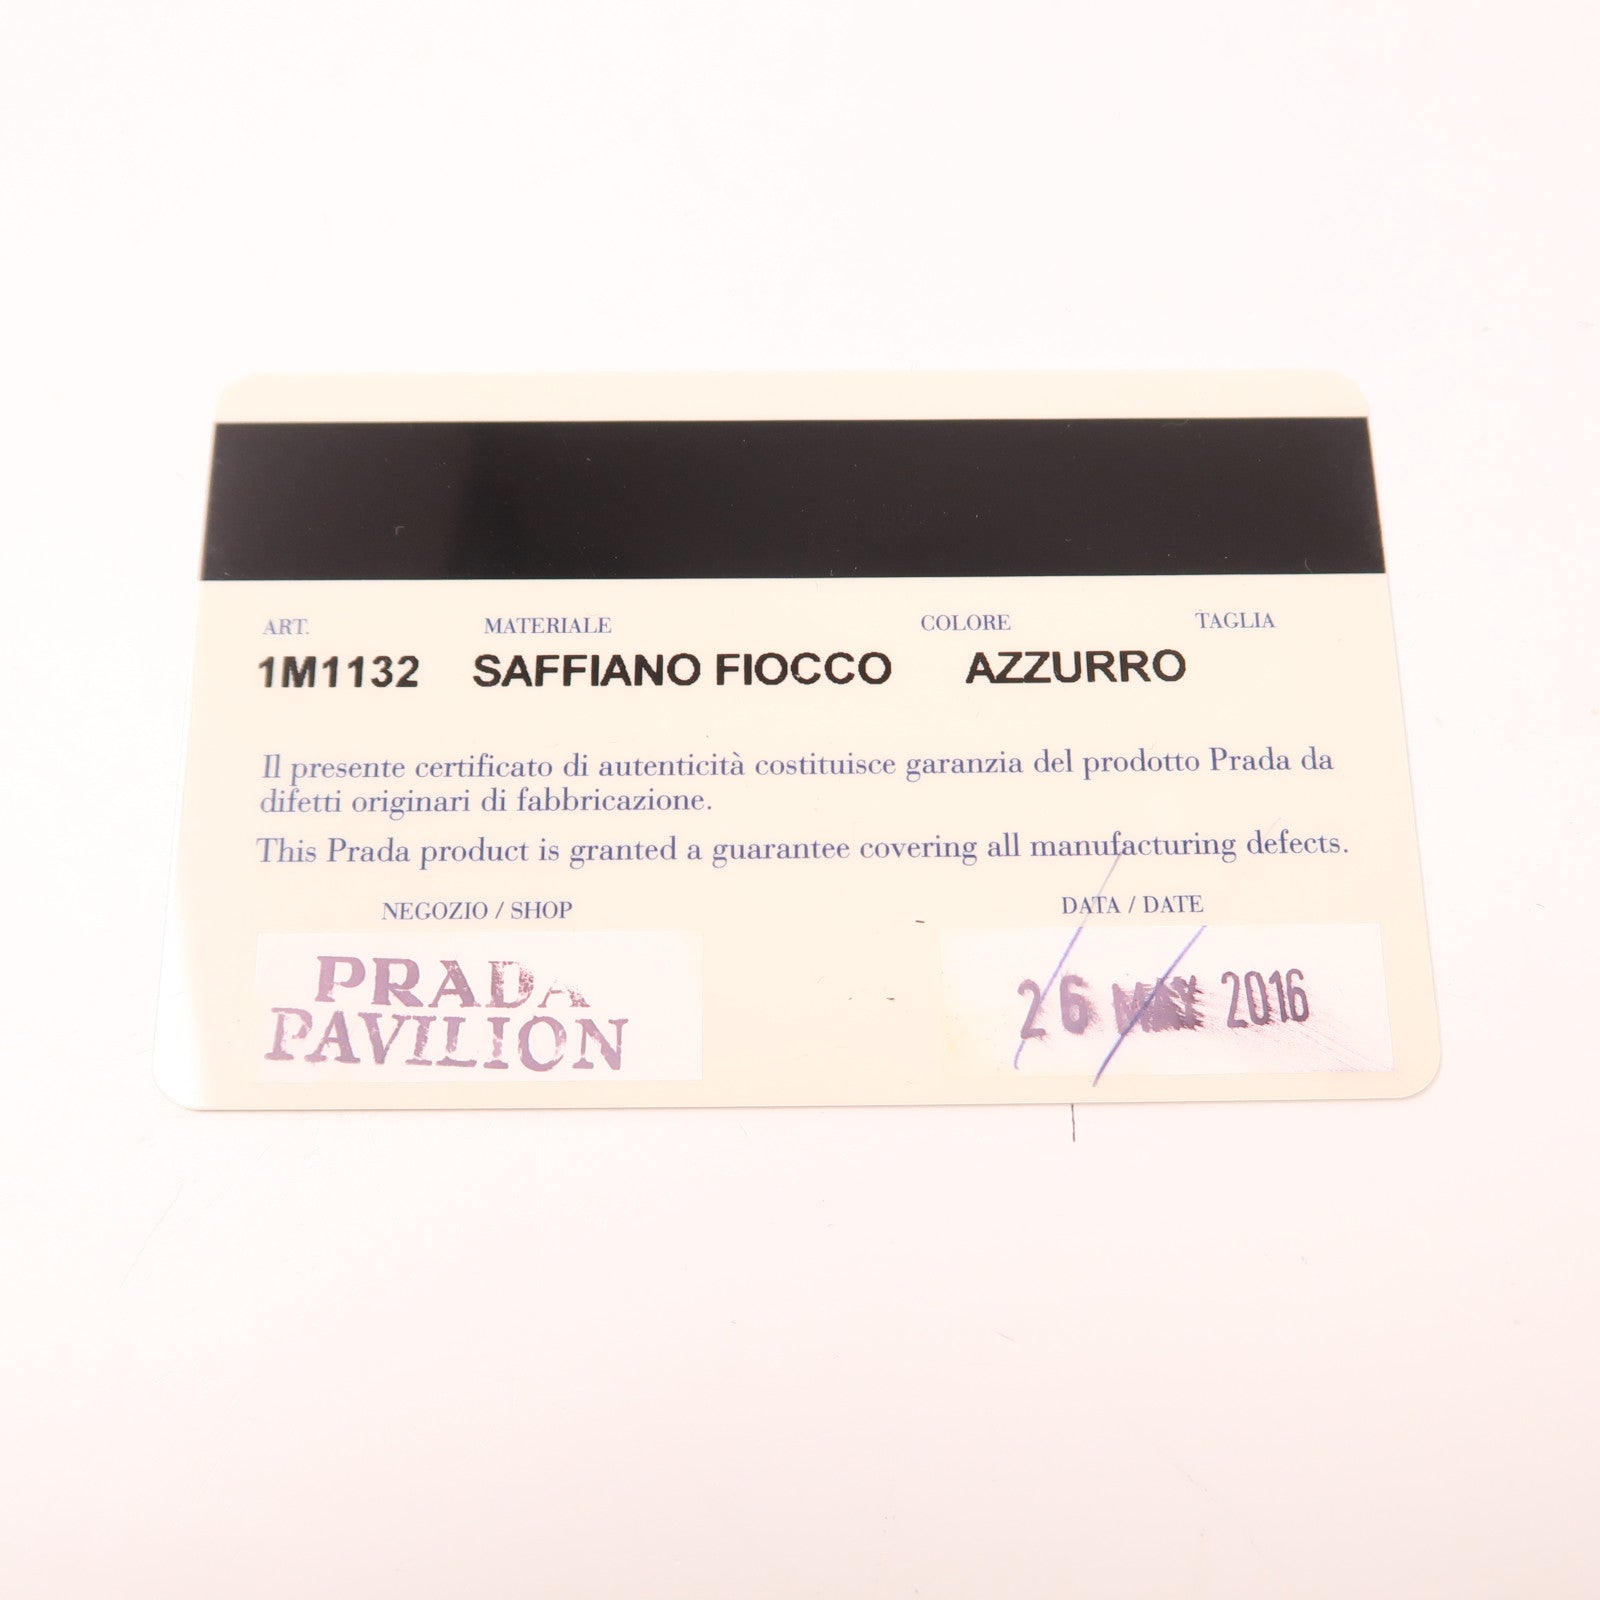 ART. MATERIALE COLORE TAGLIA
1M1132 SAFFIANO FIOCCO AZZURRO
Il presente certificato di autenticità costituisce garanzia del prodotto Prada da
difetti originari di fabbricazione.
This Prada product is granted a guarantee covering all manufacturing defects.
NEGOZIO / SHOP DATA / DATE
PRADA
PAVILION
26 MAY 2016